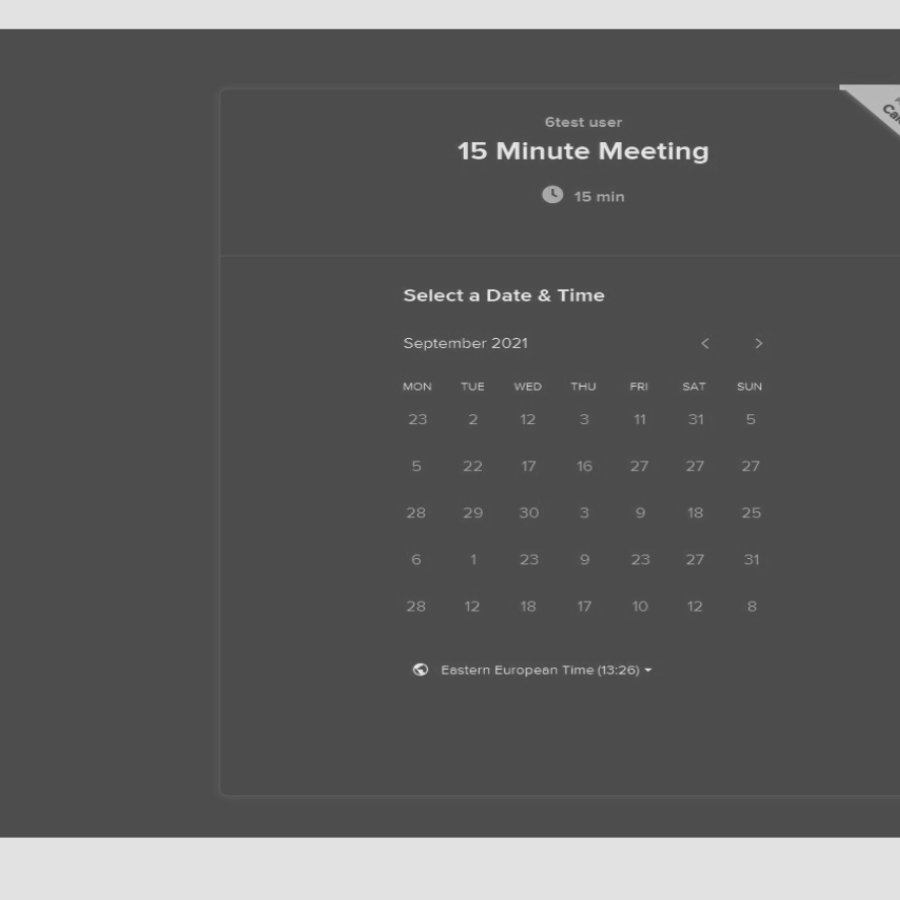 6test user
15 Minute Meeting
15 min
Select a Date & Time
September 2021
MON TUE WED THU FRI SAT SUN
23 2 12 3 11 31 5
5 22 17 16 27 27 27
28 29 30 3 9 18 25
6 1 23 9 23 27 31
28 12 18 17 10 12 8
Eastern European Time (13:26)